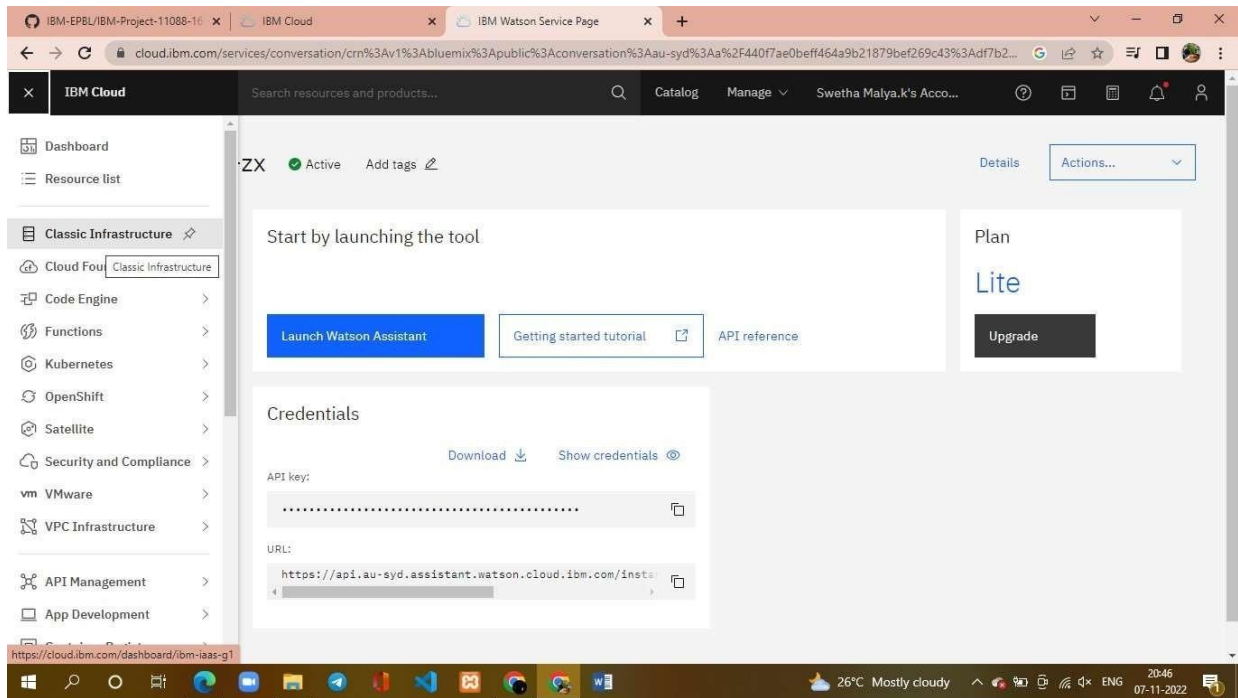 IBM-EPBL/IBM-Project-11088-16
IBM Cloud
IBM Watson Service Page
cloud.ibm.com/services/conversation/crn%3Av1%3Abluemix%3Apublic%3Aconversation%3Aau-syd%3Aa%2F440f7ae0beff464a9b21879bef269c43%3Adf7b2...
IBM Cloud
Search resources and products...
Catalog
Manage
Swetha Malya.k's Acco...
Dashboard
Resource list
Classic Infrastructure
Cloud Fou
Classic Infrastructure
Code Engine
Functions
Kubernetes
OpenShift
Satellite
Security and Compliance
vm VMware
VPC Infrastructure
API Management
App Development
https://cloud.ibm.com/dashboard/ibm-iaas-g1
zx
Active
Add tags
Details
Actions...
Start by launching the tool
Launch Watson Assistant
Getting started tutorial
API reference
Plan
Lite
Upgrade
Credentials
Download
Show credentials
API key:
URL:
https://api.au-syd.assistant.watson.cloud.ibm.com/insta
26°C Mostly cloudy
ENG
20:46
07-11-2022